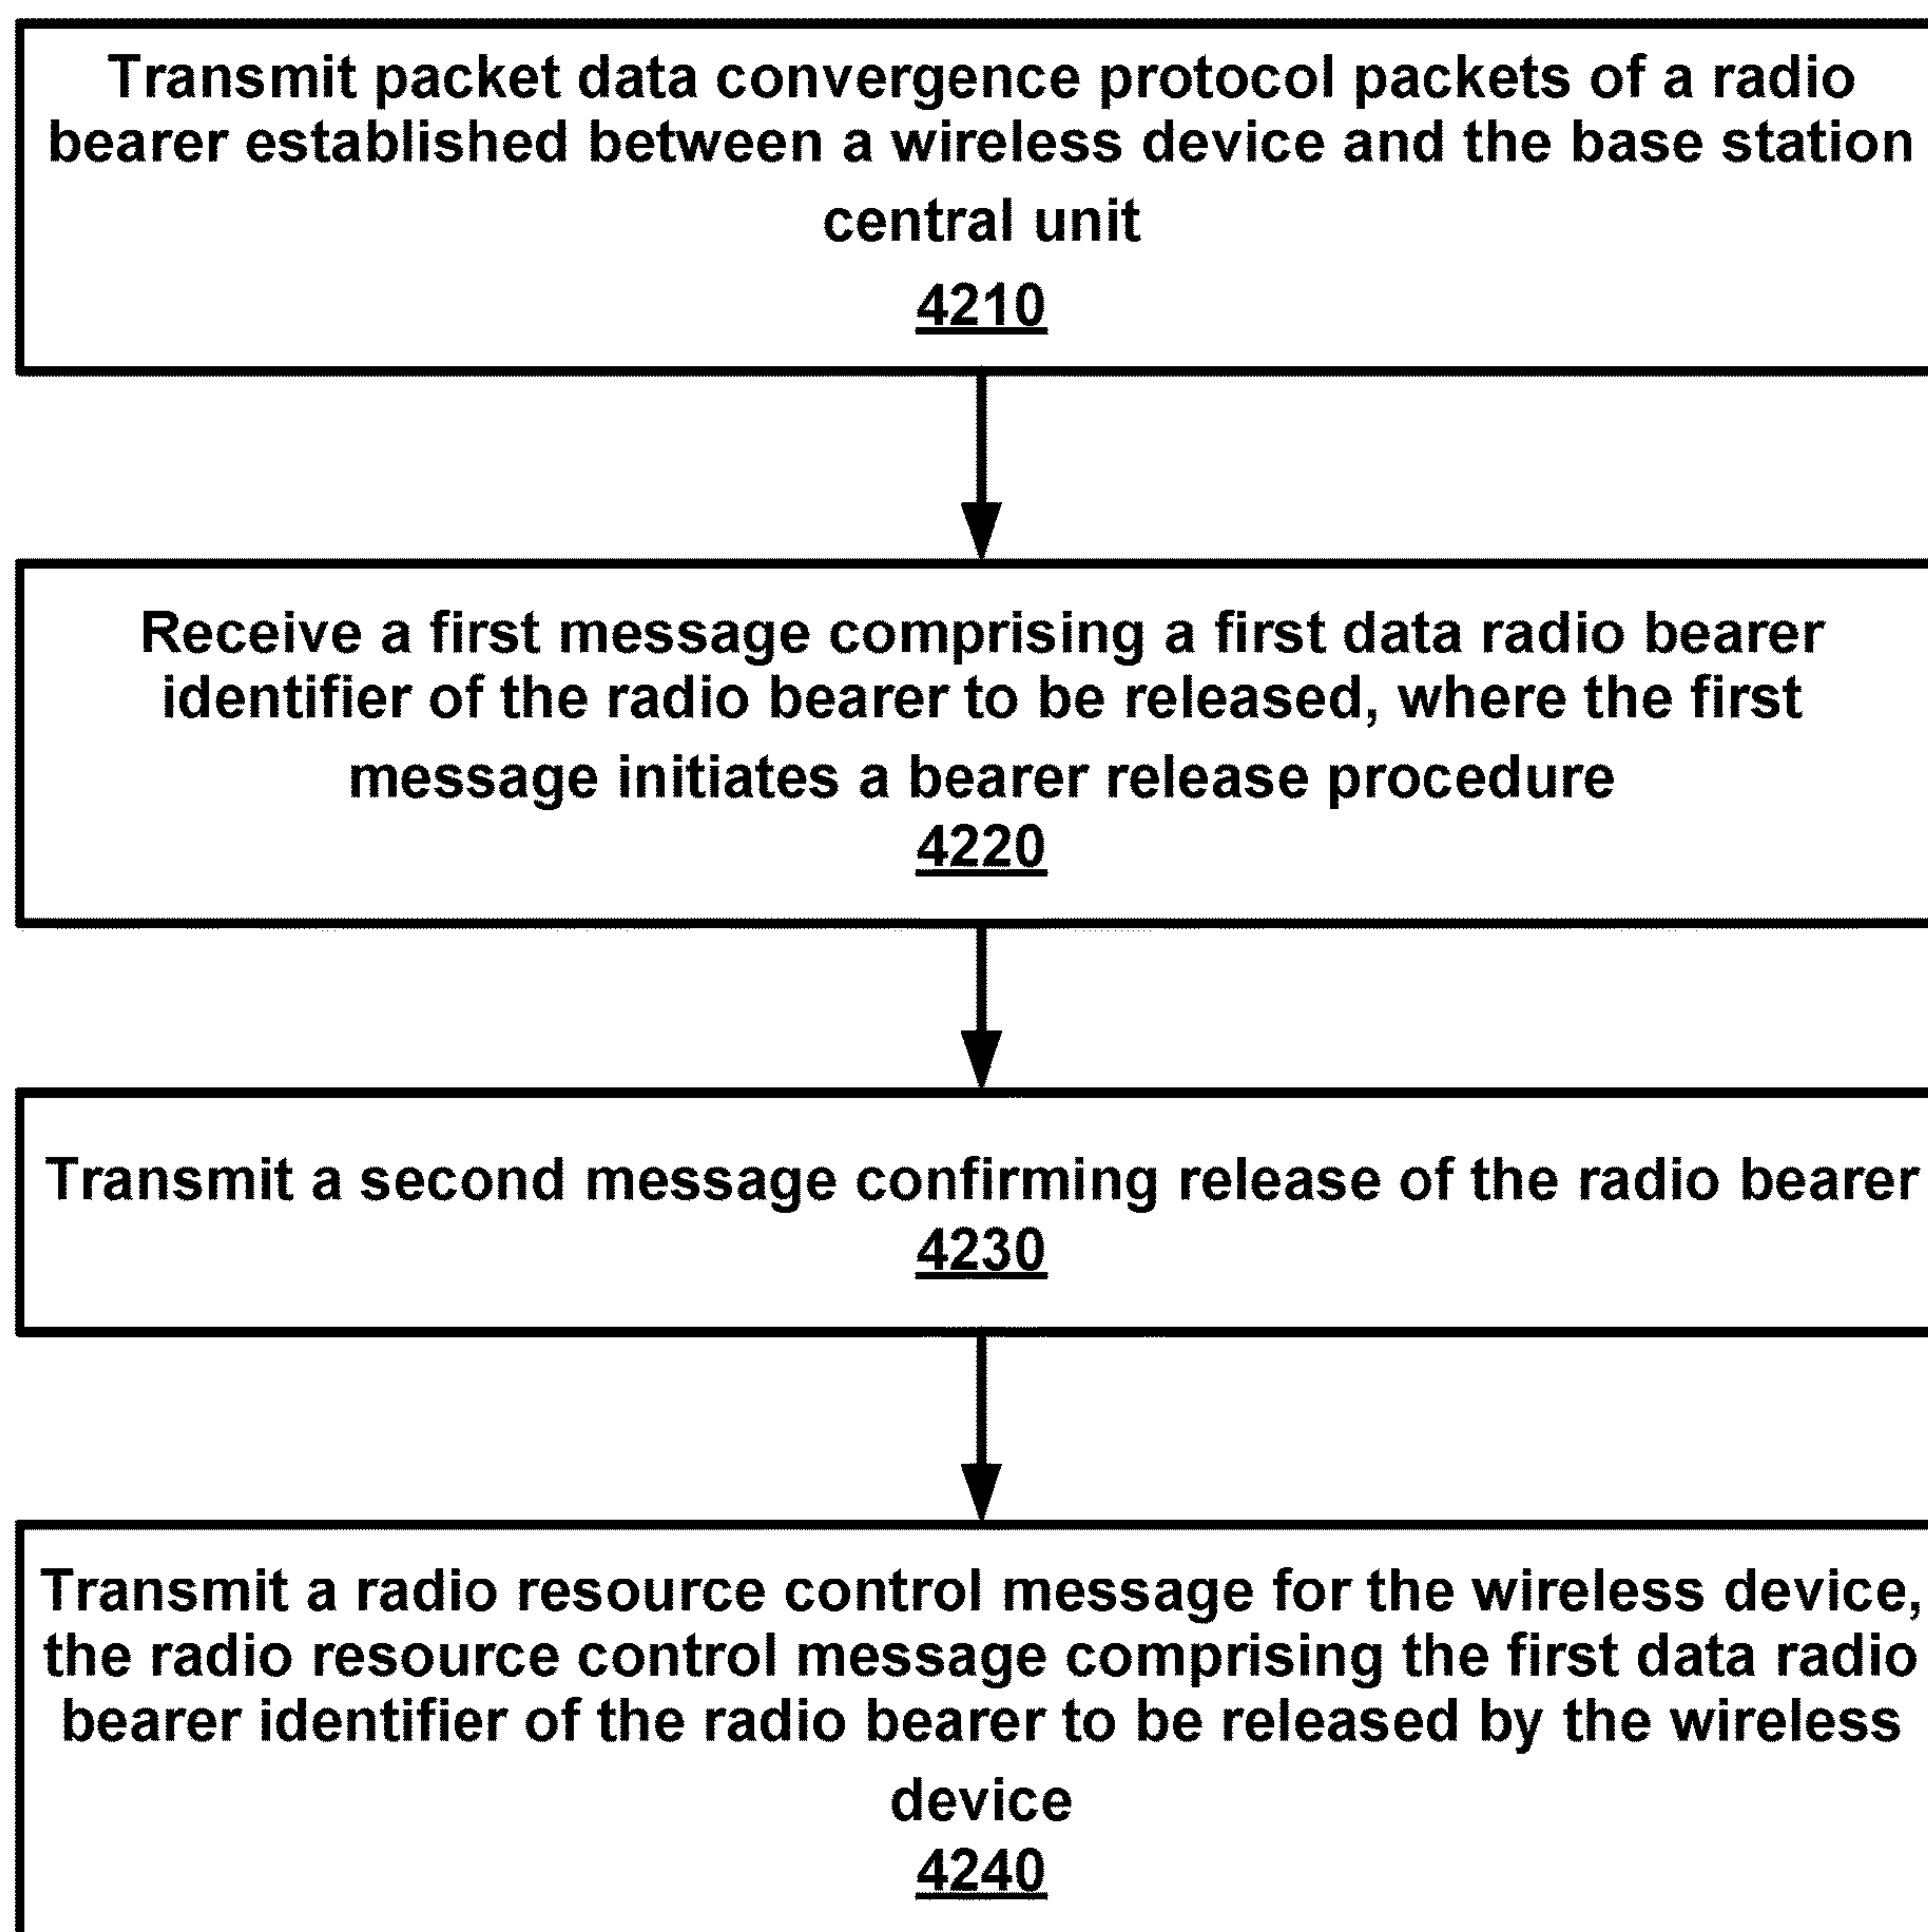 Transmit packet data convergence protocol packets of a radio
bearer established between a wireless device and the base station
central unit
4210
Receive a first message comprising a first data radio bearer
identifier of the radio bearer to be released, where the first
message initiates a bearer release procedure
4220
Transmit a second message confirming release of the radio bearer
4230
Transmit a radio resource control message for the wireless device,
the radio resource control message comprising the first data radio
bearer identifier of the radio bearer to be released by the wireless
device
4240